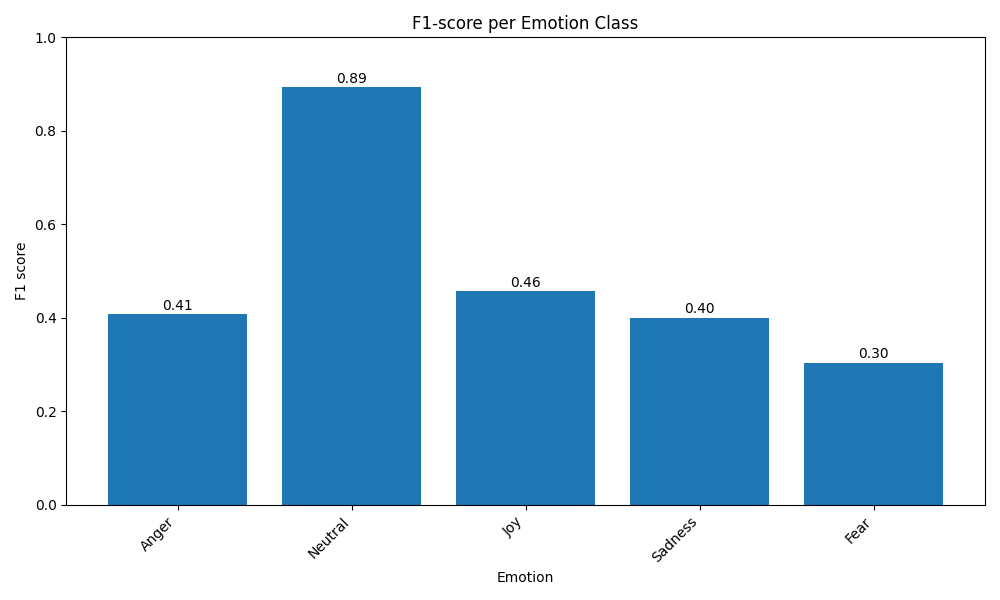 F1-score per Emotion Class
1.0
0.8
0.6
0.4
0.2
0.0
F1 score
0.41
0.89
0.46
0.40
0.30
Anger
Neutral
Joy
Sadness
Fear
Emotion